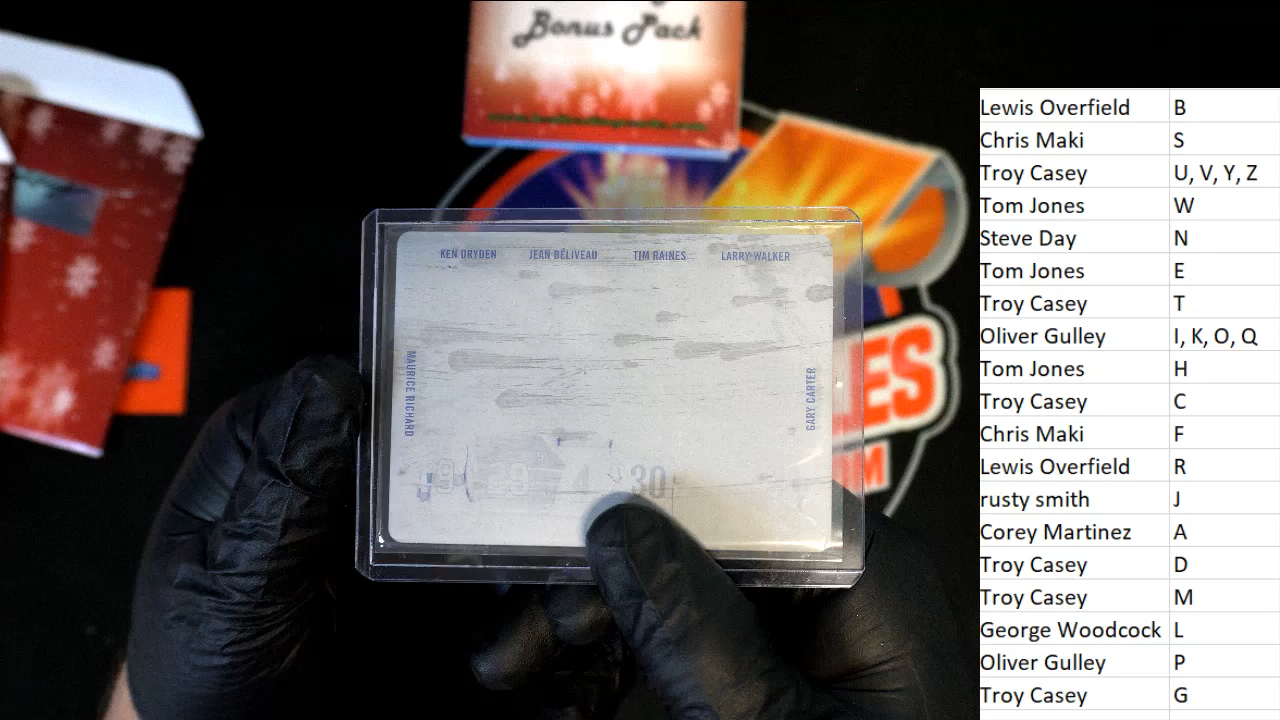 Bonus Pack
KEN DRYDEN JEAN BÉLIVEAU TIM RAINES LARRY WALKER
MAURICE RICHARD
GARY CARTER
30
Lewis Overfield B
Chris Maki S
Troy Casey U, V, Y, Z
Tom Jones W
Steve Day N
Tom Jones E
Troy Casey T
Oliver Gulley I, K, O, Q
Tom Jones H
Troy Casey C
Chris Maki F
Lewis Overfield R
rusty smith J
Corey Martinez A
Troy Casey D
Troy Casey M
George Woodcock L
Oliver Gulley P
Troy Casey G